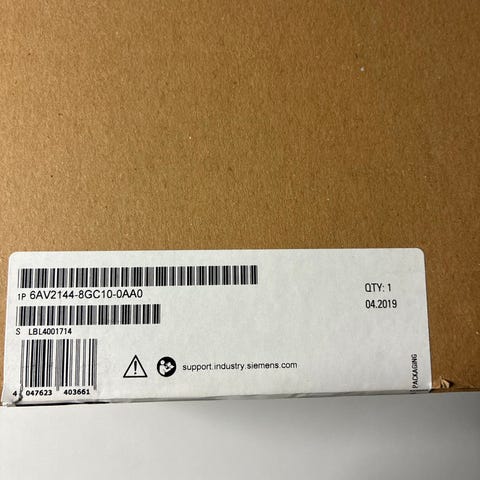 1P 6AV2144-8GC10-0AA0
QTY: 1
04.2019
S LBL4001714
support.industry.siemens.com
PACKAGING
4 047623 403661